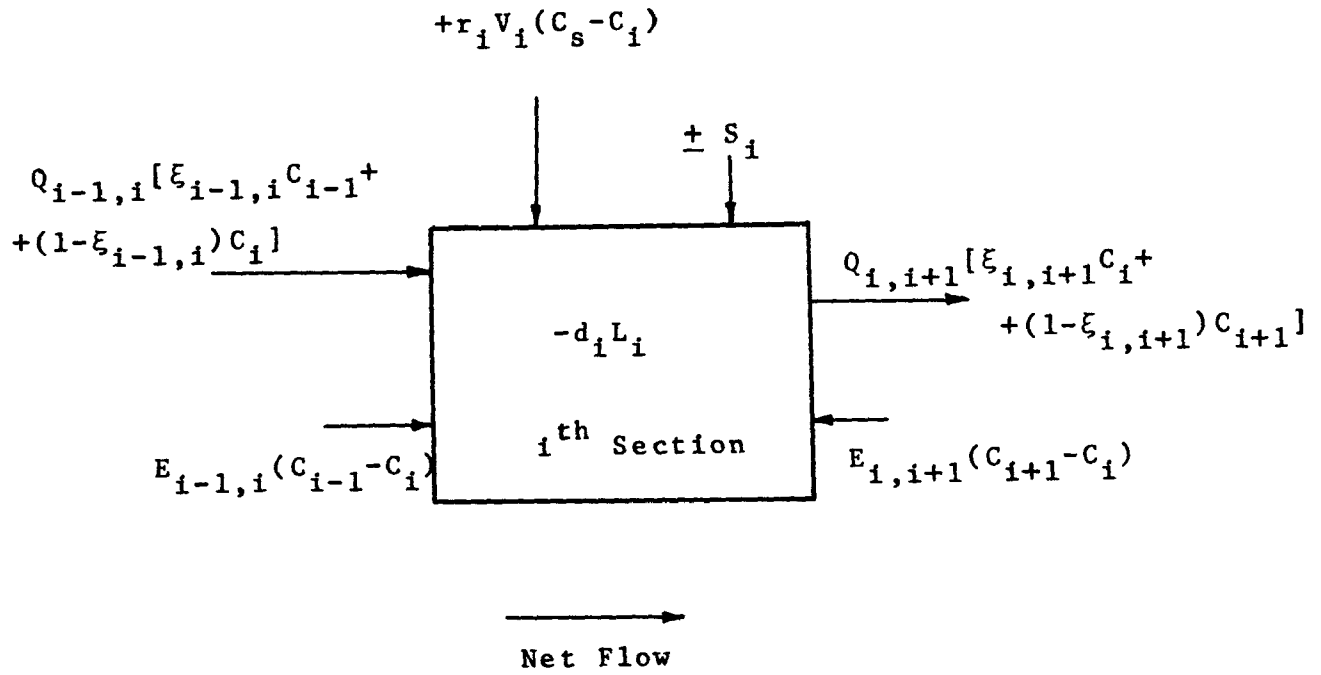 +r_i V_i (C_s-C_i)
± S_i
Q_{i-1,i}[ξ_{i-1,i}C_{i-1}+
+(1-ξ_{i-1,i})C_i]
Q_{i,i+1}[ξ_{i,i+1}C_i+
+(1-ξ_{i,i+1})C_{i+1}]
-d_iL_i
i^{th} Section
E_{i-1,i}(C_{i-1}-C_i)
E_{i,i+1}(C_{i+1}-C_i)
Net Flow